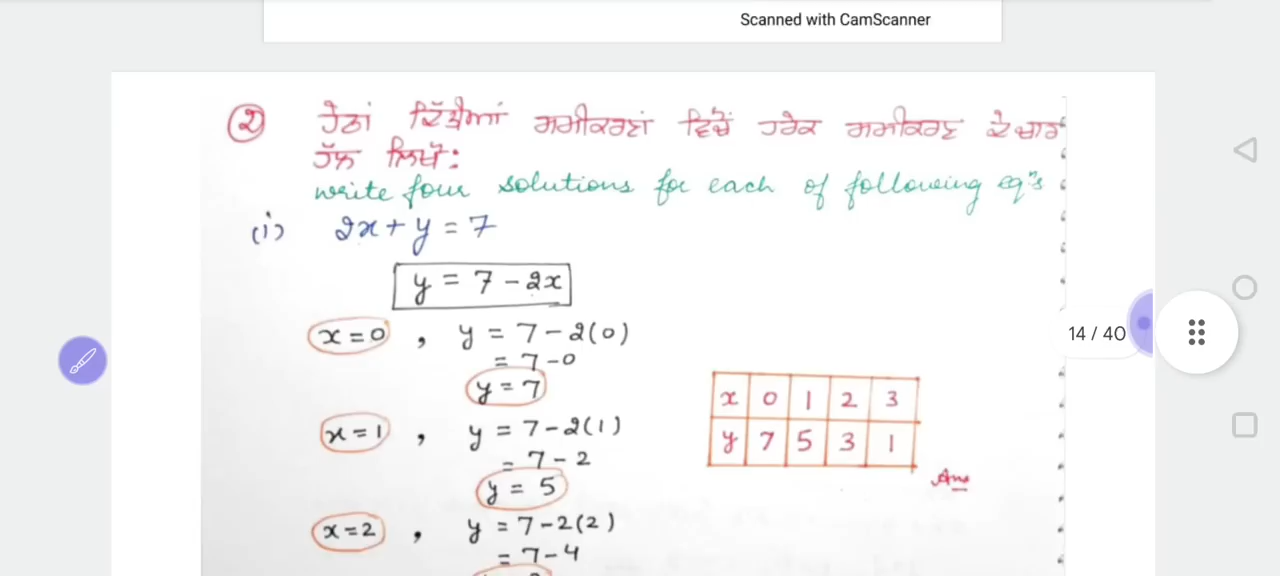 Scanned with CamScanner
② ਹੇਠਾਂ ਦਿੱਤੀਆਂ ਸਮੀਕਰਣਾਂ ਵਿੱਚੋਂ ਹਰੇਕ ਸਮੀਕਰਣ ਦੇ ਚਾਰ
ਹੱਲ ਲਿਖੋ:
write four solutions for each of following eqⁿs
(i) 2x + y = 7
y = 7 - 2x
x = 0 , y = 7 - 2(0)
= 7 - 0
y = 7
14 / 40
x 0 1 2 3
y 7 5 3 1
Ans
x = 1 , y = 7 - 2(1)
= 7 - 2
y = 5
x = 2 , y = 7 - 2(2)
= 7 - 4